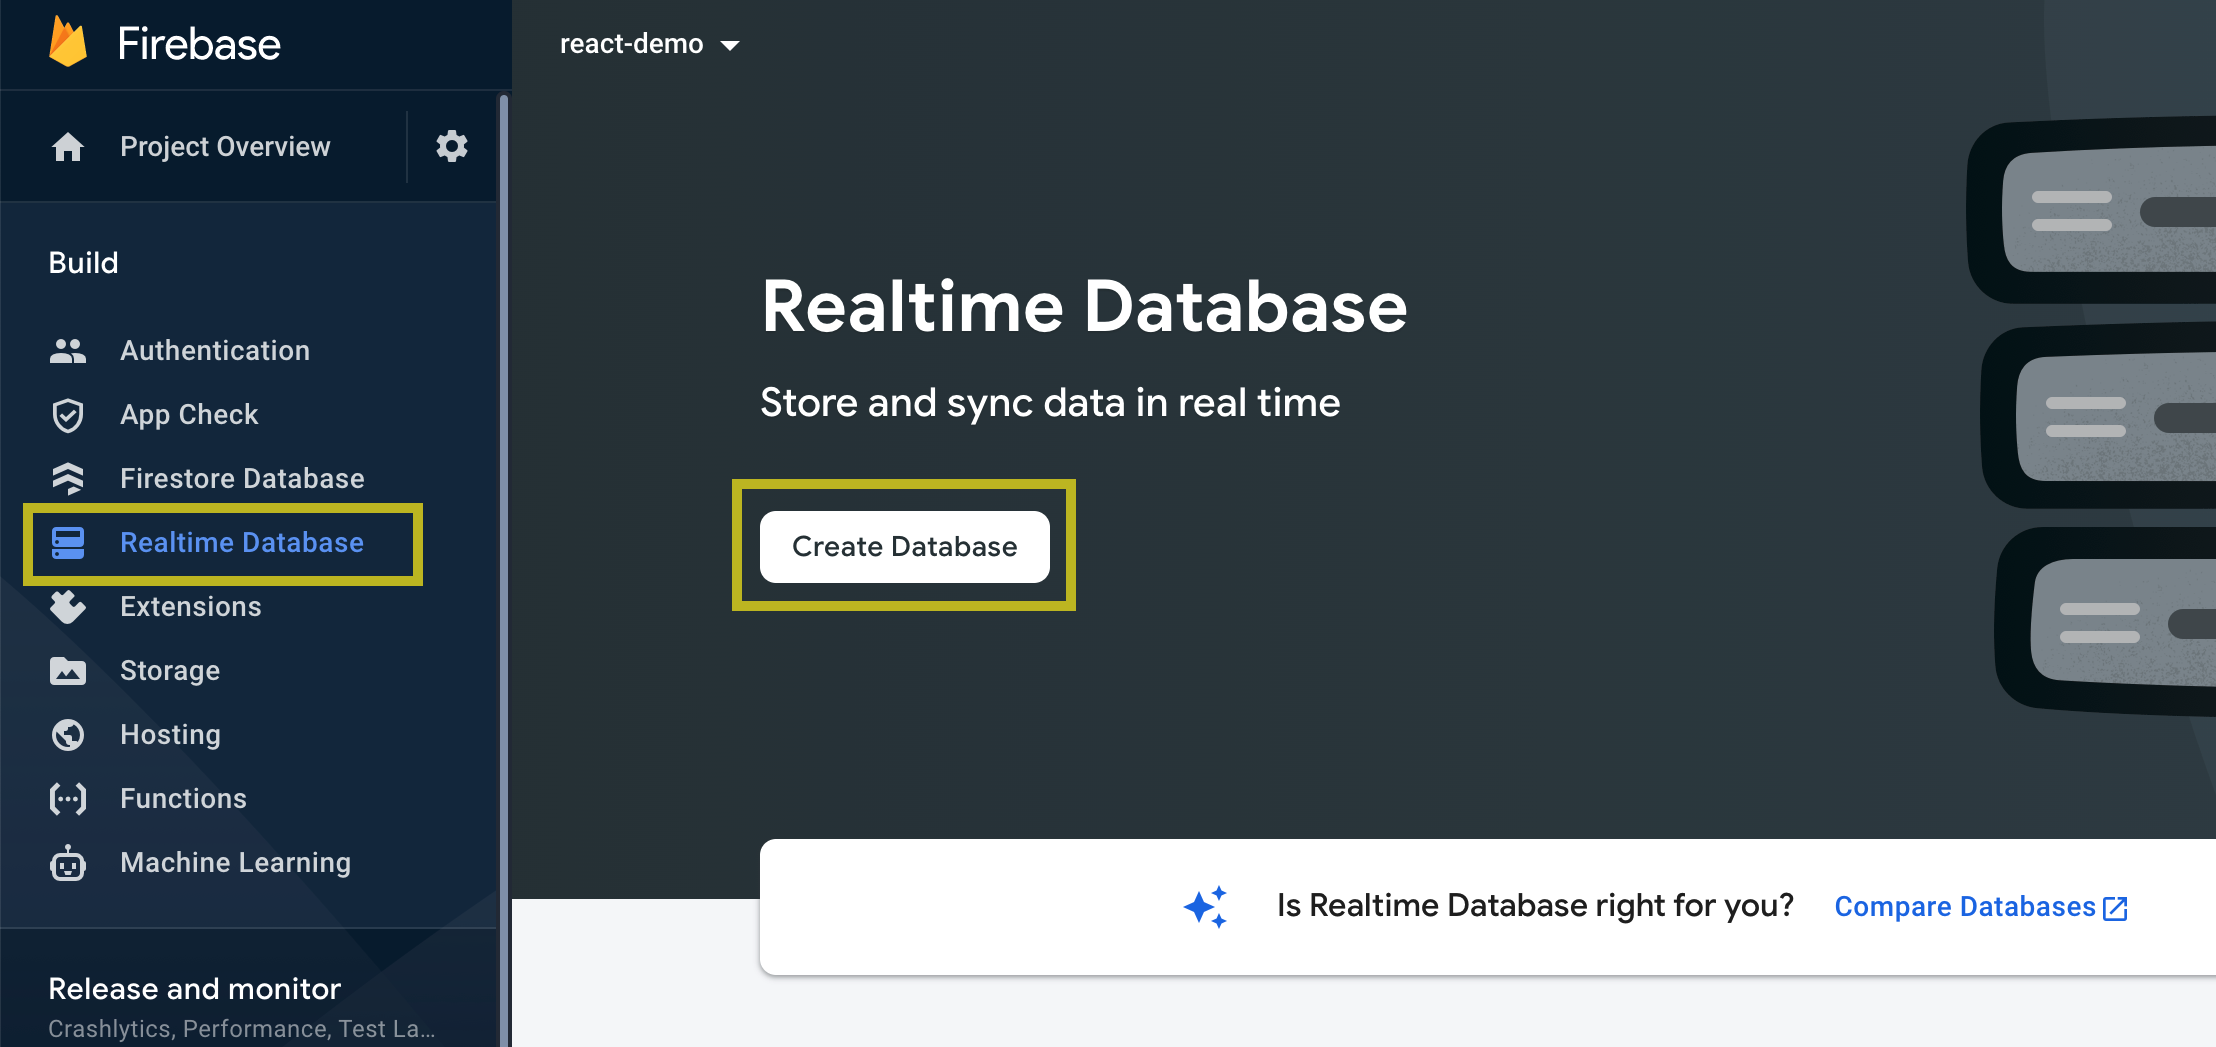 Firebase
react-demo
Project Overview
Build
Authentication
App Check
Firestore Database
Realtime Database
Extensions
Storage
Hosting
Functions
Machine Learning
Release and monitor
Crashlytics, Performance, Test La...
Realtime Database
Store and sync data in real time
Create Database
Is Realtime Database right for you? Compare Databases